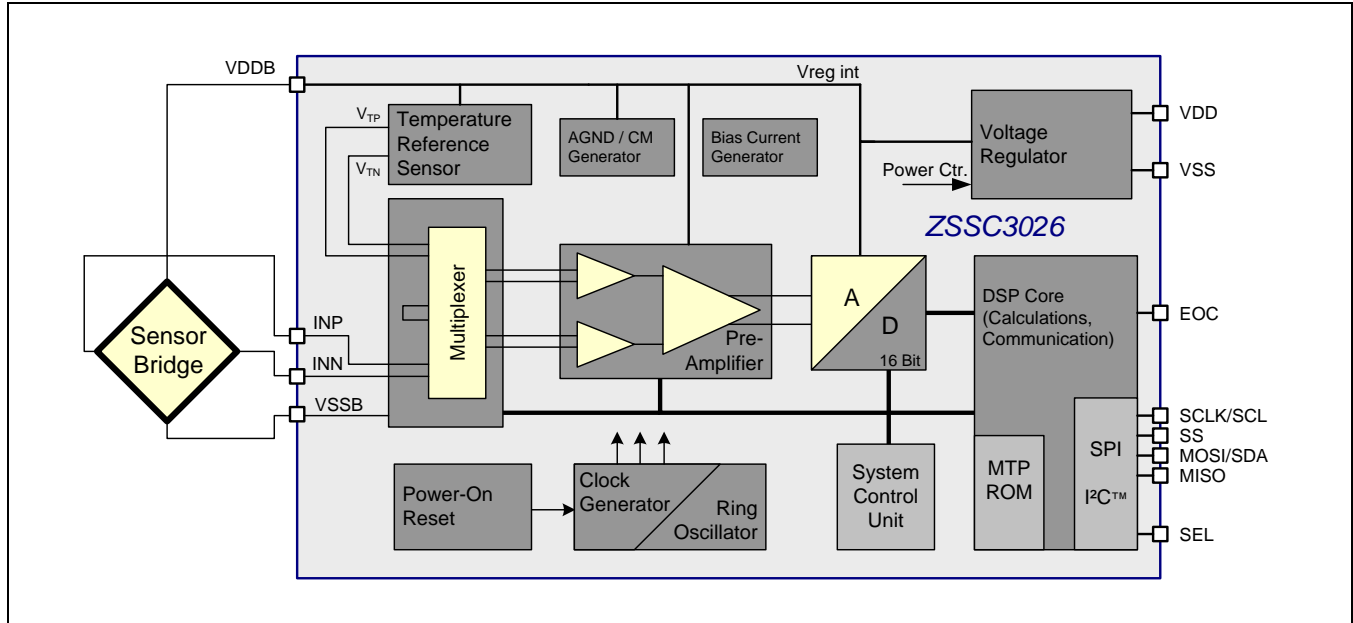 VDDB
Vreg int
VTP
Temperature
Reference
Sensor
VTN
AGND / CM
Generator
Bias Current
Generator
Voltage
Regulator
VDD
VSS
Power Ctr.
ZSSC3026
Multiplexer
Pre-
Amplifier
A
D
16 Bit
DSP Core
(Calculations,
Communication)
EOC
Sensor
Bridge
INP
INN
VSSB
SCLK/SCL
SS
MOSI/SDA
MISO
SEL
Power-On
Reset
Clock
Generator
Ring
Oscillator
System
Control
Unit
MTP
ROM
SPI
I²C™